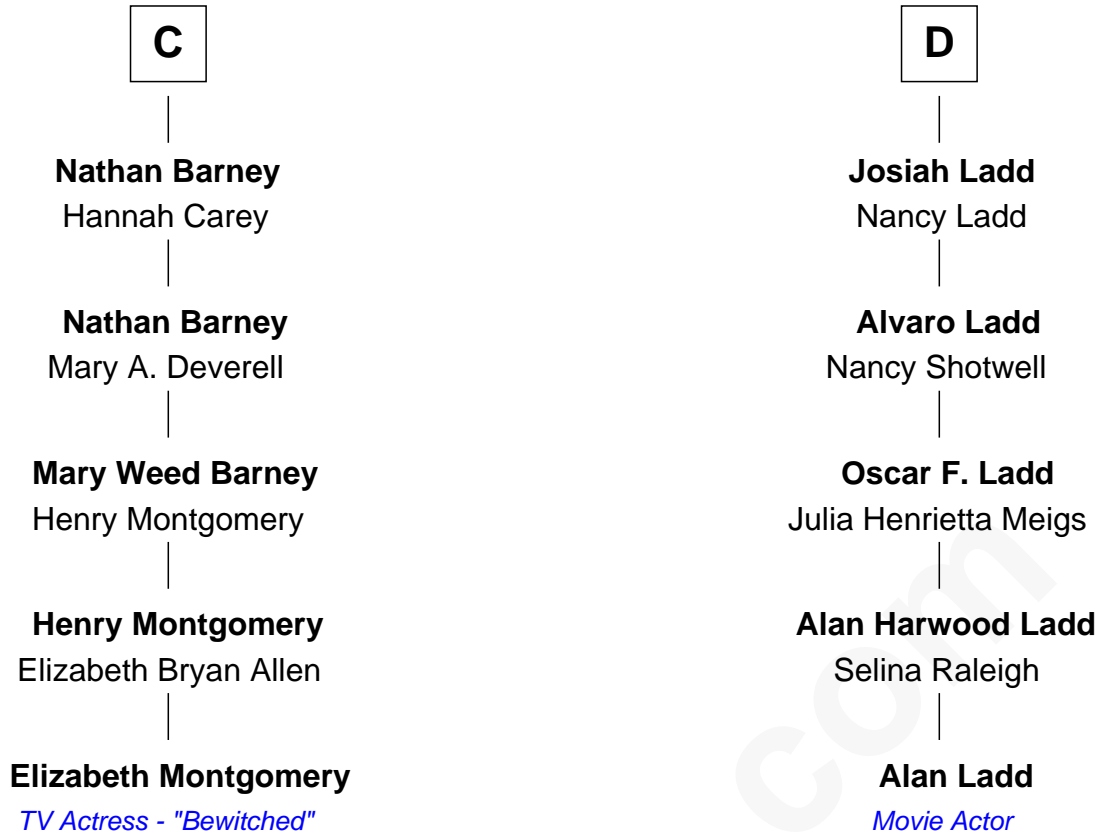 C
D
Nathan Barney
Hannah Carey
Josiah Ladd
Nancy Ladd
Nathan Barney
Mary A. Deverell
Alvaro Ladd
Nancy Shotwell
Mary Weed Barney
Henry Montgomery
Oscar F. Ladd
Julia Henrietta Meigs
Henry Montgomery
Elizabeth Bryan Allen
Alan Harwood Ladd
Selina Raleigh
Elizabeth Montgomery
TV Actress - "Bewitched"
Alan Ladd
Movie Actor
com